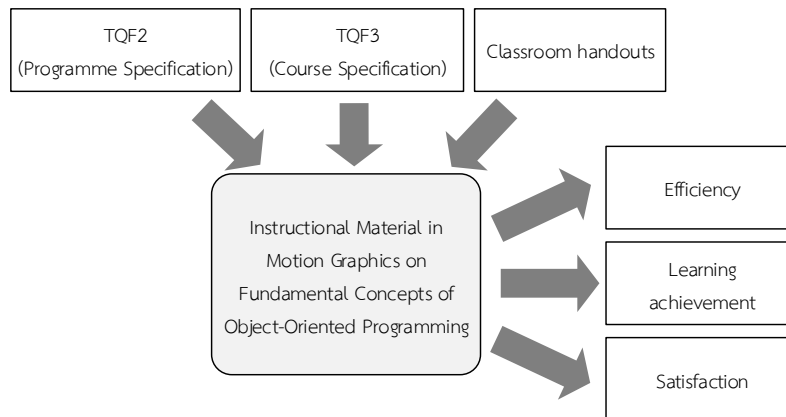 TQF2
(Programme Specification)
TQF3
(Course Specification)
Classroom handouts
Instructional Material in
Motion Graphics on
Fundamental Concepts of
Object-Oriented Programming
Efficiency
Learning
achievement
Satisfaction